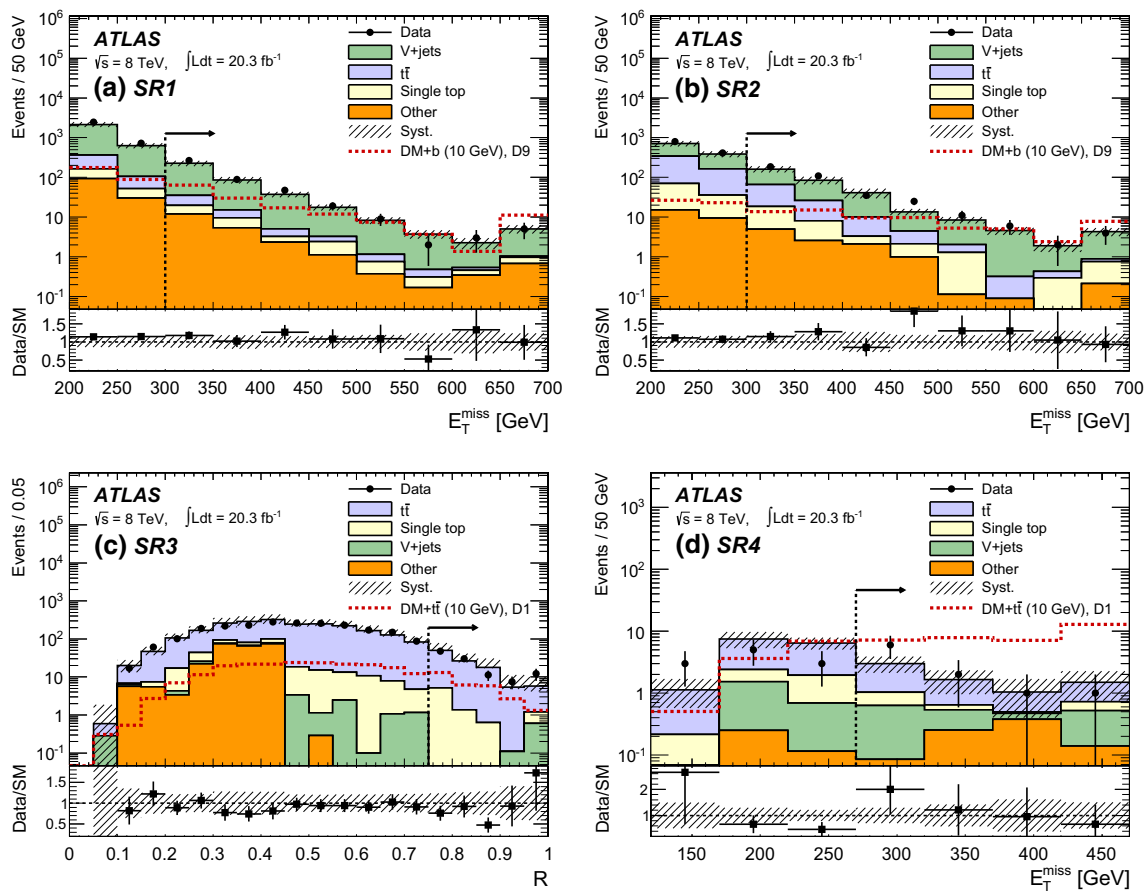 Events / 50 GeV
10⁶
10⁵
10⁴
10³
10²
10
1
10⁻¹
ATLAS
√s = 8 TeV, ∫Ldt = 20.3 fb⁻¹
(a) SR1
Data
V+jets
tt̄
Single top
Other
Syst.
DM+b (10 GeV), D9
Data/SM
1.5
1
0.5
200 250 300 350 400 450 500 550 600 650 700
E_T^miss [GeV]
Events / 50 GeV
10⁶
10⁵
10⁴
10³
10²
10
1
10⁻¹
ATLAS
√s = 8 TeV, ∫Ldt = 20.3 fb⁻¹
(b) SR2
Data
V+jets
tt̄
Single top
Other
Syst.
DM+b (10 GeV), D9
Data/SM
1.5
1
0.5
200 250 300 350 400 450 500 550 600 650 700
E_T^miss [GeV]
Events / 0.05
10⁶
10⁵
10⁴
10³
10²
10
1
10⁻¹
ATLAS
√s = 8 TeV, ∫Ldt = 20.3 fb⁻¹
(c) SR3
Data
tt̄
Single top
V+jets
Other
Syst.
DM+tt̄ (10 GeV), D1
Data/SM
1.5
1
0.5
0 0.1 0.2 0.3 0.4 0.5 0.6 0.7 0.8 0.9 1
R
Events / 50 GeV
10³
10²
10
1
10⁻¹
ATLAS
√s = 8 TeV, ∫Ldt = 20.3 fb⁻¹
(d) SR4
Data
tt̄
Single top
V+jets
Other
Syst.
DM+tt̄ (10 GeV), D1
Data/SM
2
1
150 200 250 300 350 400 450
E_T^miss [GeV]